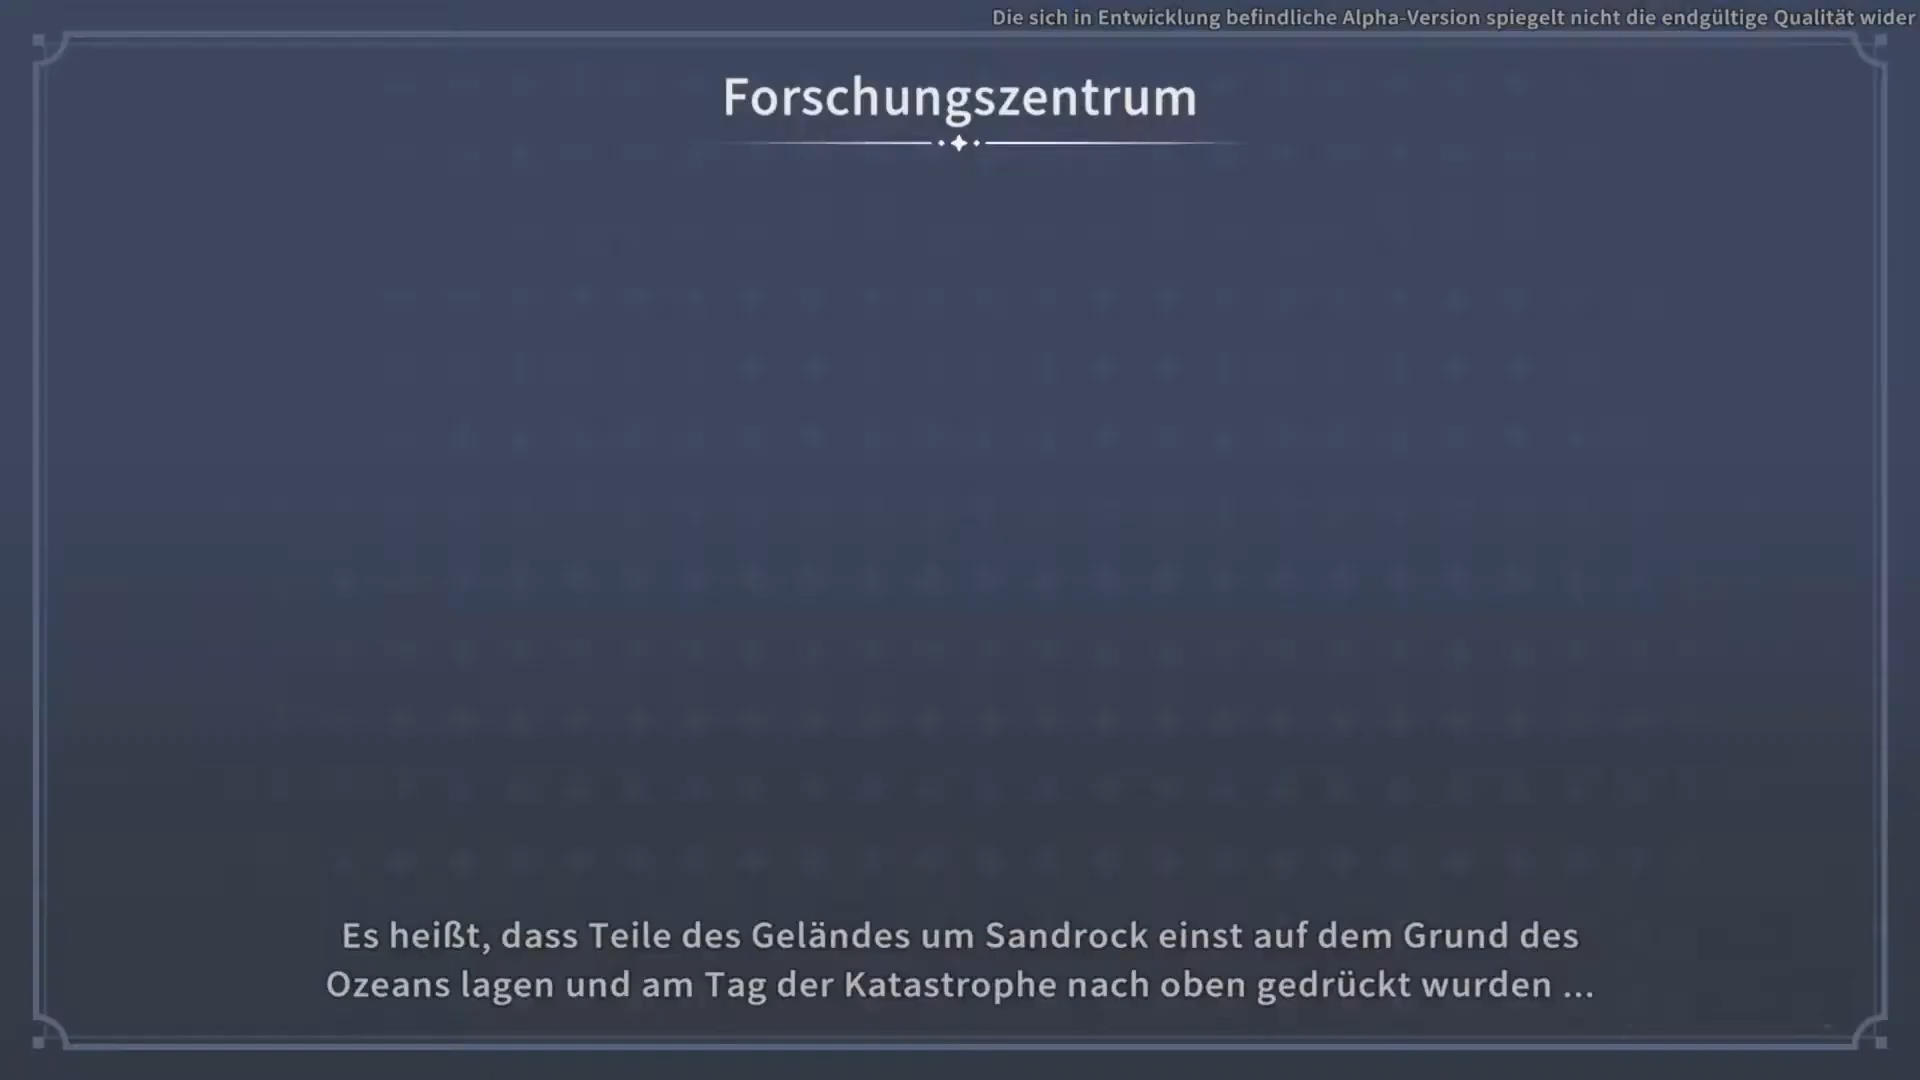 Die sich in Entwicklung befindliche Alpha-Version spiegelt nicht die endgültige Qualität wider
Forschungszentrum
Es heißt, dass Teile des Geländes um Sandrock einst auf dem Grund des
Ozeans lagen und am Tag der Katastrophe nach oben gedrückt wurden ...